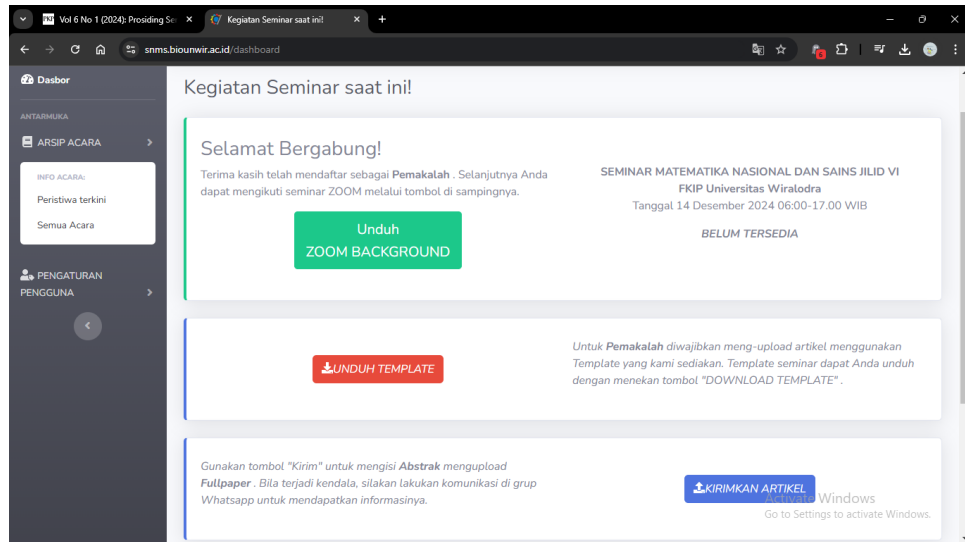 PKP Vol 6 No 1 (2024): Prosiding Se
Kegiatan Seminar saat ini!
snms.biounwir.ac.id/dashboard
6
Dasbor
ANTARMUKA
ARSIP ACARA
INFO ACARA:
Peristiwa terkini
Semua Acara
PENGATURAN
PENGGUNA
Kegiatan Seminar saat ini!
Selamat Bergabung!
Terima kasih telah mendaftar sebagai Pemakalah . Selanjutnya Anda
dapat mengikuti seminar ZOOM melalui tombol di sampingnya.
Unduh
ZOOM BACKGROUND
SEMINAR MATEMATIKA NASIONAL DAN SAINS JILID VI
FKIP Universitas Wiralodra
Tanggal 14 Desember 2024 06:00-17.00 WIB
BELUM TERSEDIA
UNDUH TEMPLATE
Untuk Pemakalah diwajibkan meng-upload artikel menggunakan
Template yang kami sediakan. Template seminar dapat Anda unduh
dengan menekan tombol "DOWNLOAD TEMPLATE" .
Gunakan tombol "Kirim" untuk mengisi Abstrak mengupload
Fullpaper . Bila terjadi kendala, silakan lakukan komunikasi di grup
Whatsapp untuk mendapatkan informasinya.
KIRIMKAN ARTIKEL
Activate Windows
Go to Settings to activate Windows.